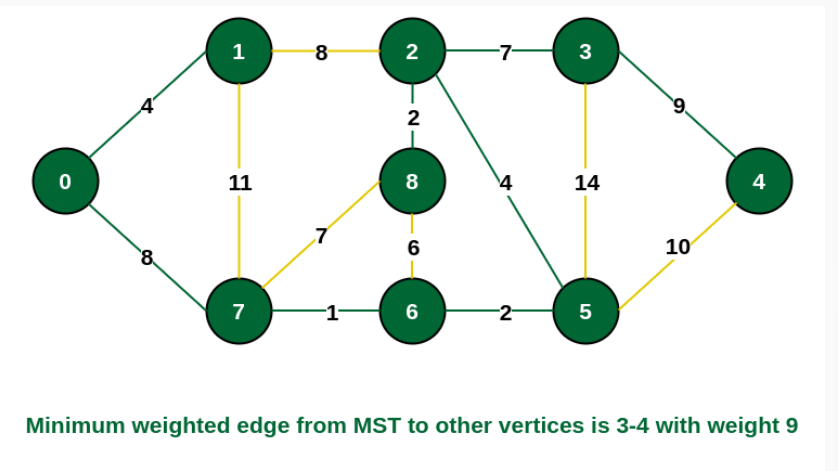 1 8 2 7 3
4 9
2
0 11 8 4 14 4
7
8 6 10
7 1 6 2 5
Minimum weighted edge from MST to other vertices is 3-4 with weight 9